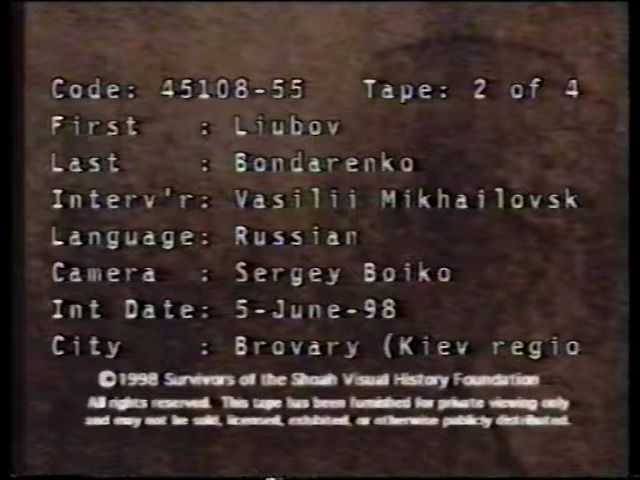 Code: 45108-55 Tape: 2 of 4
First : Liubov
Last : Bondarenko
Interv'r: Vasilii Mikhailovsk
Language: Russian
Camera : Sergey Boiko
Int Date: 5-June-98
City : Brovary (Kiev regio
©1998 Survivors of the Shoah Visual History Foundation
All rights reserved. This tape has been furnished for private viewing only
and may not be sold, licensed, exhibited, or otherwise publicly distributed.